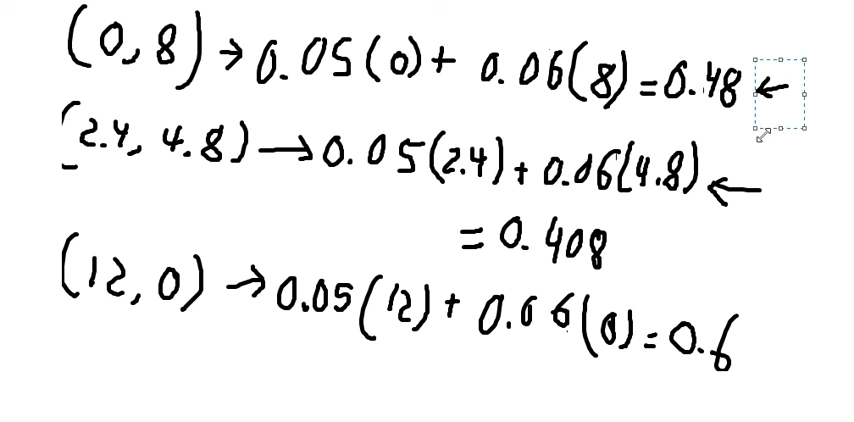 (0, 8) → 0.05(0) + 0.06(8) = 0.48 ←
(2.4, 4.8) → 0.05(2.4) + 0.06(4.8) ←
= 0.408
(12, 0) → 0.05(12) + 0.06(0) = 0.6